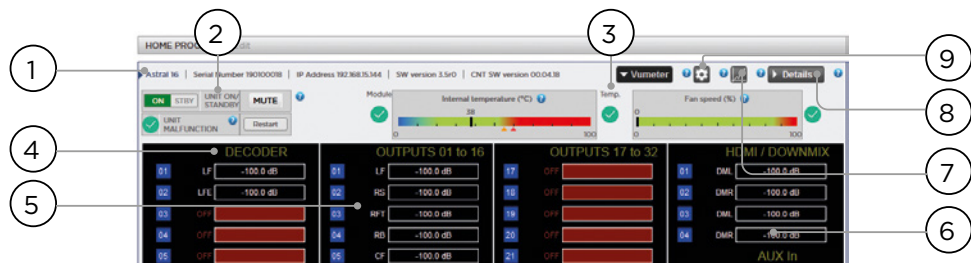 2
3
HOME PRO
1
9
Astral 16 | Serial Number 190100018 | IP Address 192.168.15.144 | SW version 3.5r0 | CNT SW version 00.04.18
Vumeter ? ? Details ?
ON STBY UNIT ON/ STANDBY MUTE ?
Module Internal temperature (°C) ? Temp. Fan speed (%) ?
38 0
UNIT MALFUNCTION ? Restart
0 100 0 100
8
4
DECODER OUTPUTS 01 to 16 OUTPUTS 17 to 32 HDMI / DOWNMIX
01 LF -100.0 dB 01 LF -100.0 dB 17 OFF 01 DML -100.0 dB
7
02 LFE -100.0 dB 02 RS -100.0 dB 18 OFF 02 DMR -100.0 dB
5
03 OFF 03 RFT -100.0 dB 19 OFF 03 DML -100.0 dB
04 OFF 04 RB -100.0 dB 20 OFF 04 DMR -100.0 dB
6
05 OFF 05 CF -100.0 dB 21 OFF AUX In